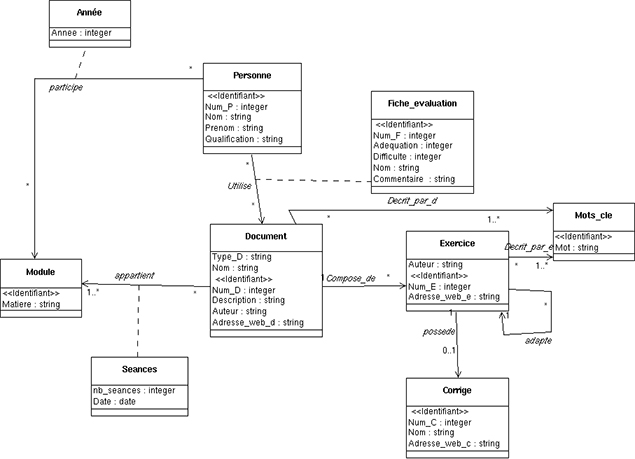 Année
Annee : integer
participe
*
*
Personne
<<Identifiant>>
Num_P : integer
Nom : string
Prenom : string
Qualification : string
Fiche_evaluation
<<Identifiant>>
Num_F : integer
Adequation : integer
Difficulte : integer
Nom : string
Commentaire : string
*
Utilise
*
Decrit_par_d
*
1..*
Mots_cle
<<Identifiant>>
Mot : string
Document
Type_D : string
Nom : string
<<Identifiant>>
Num_D : integer
Description : string
Auteur : string
Adresse_web_d : string
Exercice
Auteur : string
<<Identifiant>>
Num_E : integer
Adresse_web_e : string
Decrit_par_e
*
1..*
Module
<<Identifiant>>
Matiere : string
appartient
1..*
*
1
Compose_de
*
*
1
adapte
1
possede
0..1
Seances
nb_seances : integer
Date : date
Corrige
<<Identifiant>>
Num_C : integer
Nom : string
Adresse_web_c : string